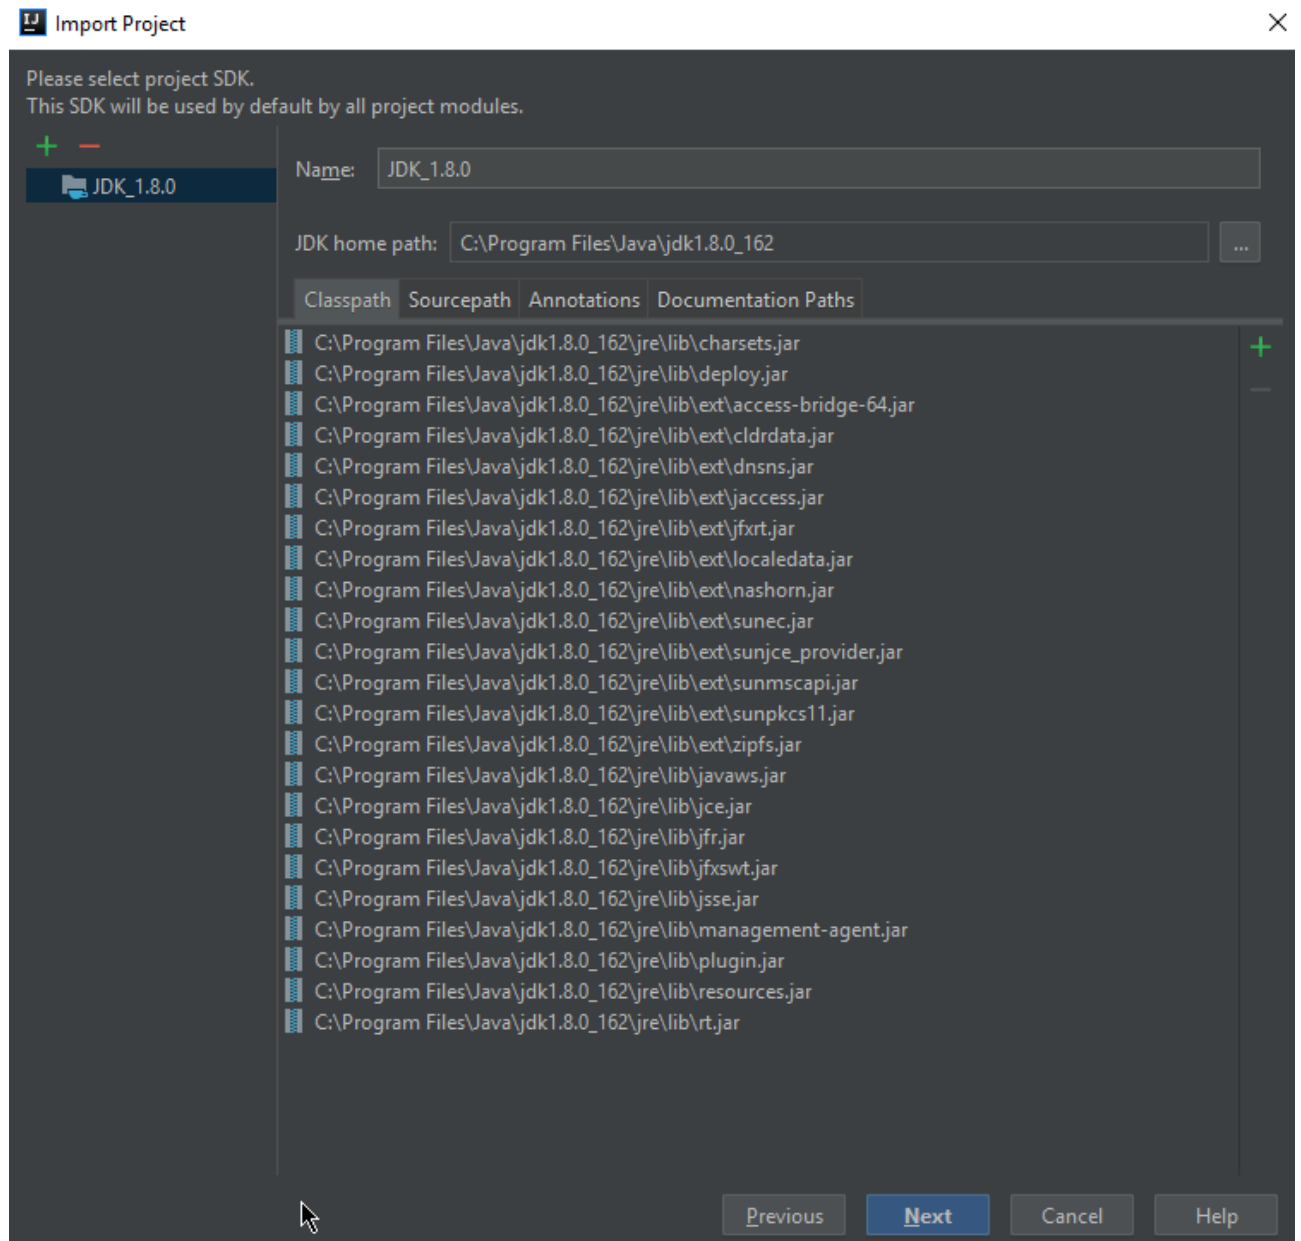 IJ Import Project
Please select project SDK.
This SDK will be used by default by all project modules.
JDK_1.8.0
Name: JDK_1.8.0
JDK home path: C:\Program Files\Java\jdk1.8.0_162 ...
Classpath Sourcepath Annotations Documentation Paths
C:\Program Files\Java\jdk1.8.0_162\jre\lib\charsets.jar
C:\Program Files\Java\jdk1.8.0_162\jre\lib\deploy.jar
C:\Program Files\Java\jdk1.8.0_162\jre\lib\ext\access-bridge-64.jar
C:\Program Files\Java\jdk1.8.0_162\jre\lib\ext\cldrdata.jar
C:\Program Files\Java\jdk1.8.0_162\jre\lib\ext\dnsns.jar
C:\Program Files\Java\jdk1.8.0_162\jre\lib\ext\jaccess.jar
C:\Program Files\Java\jdk1.8.0_162\jre\lib\ext\jfxrt.jar
C:\Program Files\Java\jdk1.8.0_162\jre\lib\ext\localedata.jar
C:\Program Files\Java\jdk1.8.0_162\jre\lib\ext\nashorn.jar
C:\Program Files\Java\jdk1.8.0_162\jre\lib\ext\sunec.jar
C:\Program Files\Java\jdk1.8.0_162\jre\lib\ext\sunjce_provider.jar
C:\Program Files\Java\jdk1.8.0_162\jre\lib\ext\sunmscapi.jar
C:\Program Files\Java\jdk1.8.0_162\jre\lib\ext\sunpkcs11.jar
C:\Program Files\Java\jdk1.8.0_162\jre\lib\ext\zipfs.jar
C:\Program Files\Java\jdk1.8.0_162\jre\lib\javaws.jar
C:\Program Files\Java\jdk1.8.0_162\jre\lib\jce.jar
C:\Program Files\Java\jdk1.8.0_162\jre\lib\jfr.jar
C:\Program Files\Java\jdk1.8.0_162\jre\lib\jfxswt.jar
C:\Program Files\Java\jdk1.8.0_162\jre\lib\jsse.jar
C:\Program Files\Java\jdk1.8.0_162\jre\lib\management-agent.jar
C:\Program Files\Java\jdk1.8.0_162\jre\lib\plugin.jar
C:\Program Files\Java\jdk1.8.0_162\jre\lib\resources.jar
C:\Program Files\Java\jdk1.8.0_162\jre\lib\rt.jar
Previous Next Cancel Help